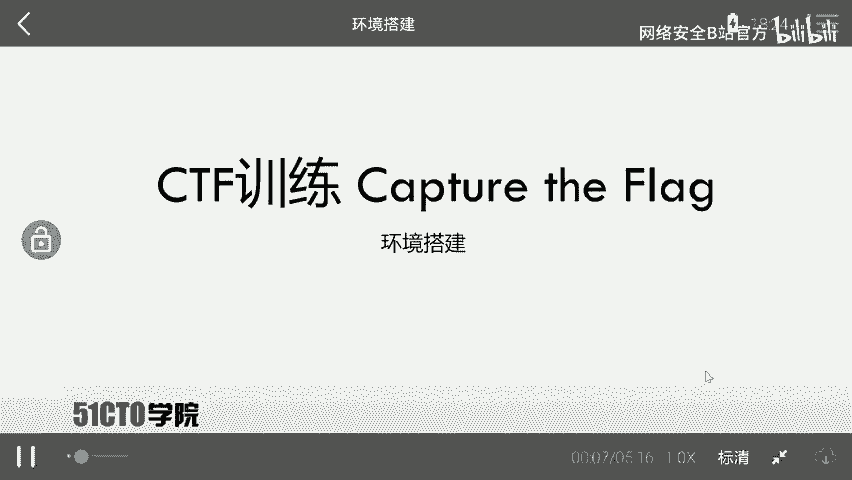 环境搭建
网络安全B站官方 bilibili
CTF训练 Capture the Flag
环境搭建
51CTO学院
00:07/05:16 1.0X 标清